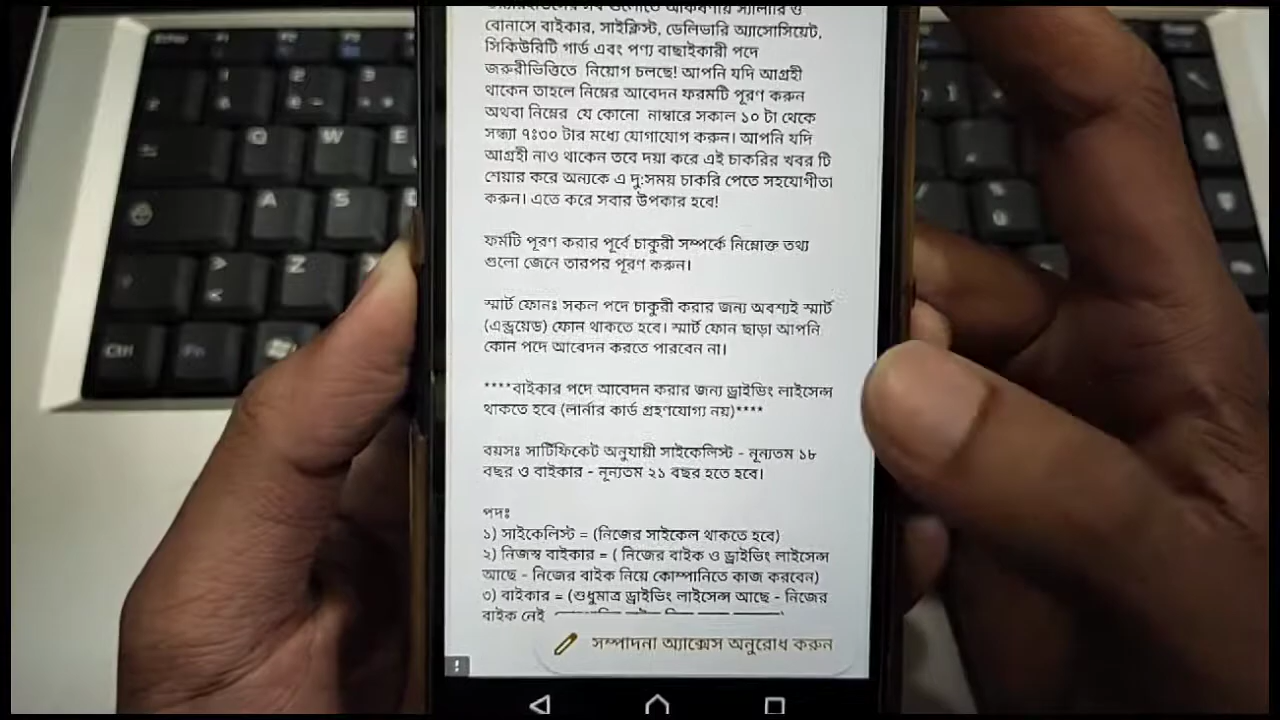 বোনাসে বাইকার, সাইক্লিস্ট, ডেলিভারি অ্যাসোসিয়েট,
সিকিউরিটি গার্ড এবং পণ্য বাছাইকারী পদে
জরুরীভিত্তিতে নিয়োগ চলছে! আপনি যদি আগ্রহী
থাকেন তাহলে নিম্নের আবেদন ফরমটি পূরণ করুন
অথবা নিম্নের যে কোনো নাম্বারে সকাল ১০ টা থেকে
সন্ধ্যা ৭ঃ৩০ টার মধ্যে যোগাযোগ করুন। আপনি যদি
আগ্রহী নাও থাকেন তবে দয়া করে এই চাকরির খবর টি
শেয়ার করে অন্যকে এ দু:সময় চাকরি পেতে সহযোগীতা
করুন। এতে করে সবার উপকার হবে!
ফর্মটি পূরণ করার পূর্বে চাকুরী সম্পর্কে নিম্নোক্ত তথ্য
গুলো জেনে তারপর পূরণ করুন।
স্মার্ট ফোনঃ সকল পদে চাকুরী করার জন্য অবশ্যই স্মার্ট
(এন্ড্রয়েড) ফোন থাকতে হবে। স্মার্ট ফোন ছাড়া আপনি
কোন পদে আবেদন করতে পারবেন না।
****বাইকার পদে আবেদন করার জন্য ড্রাইভিং লাইসেন্স
থাকতে হবে (লার্নার কার্ড গ্রহণযোগ্য নয়)****
বয়সঃ সার্টিফিকেট অনুযায়ী সাইকেলিস্ট - নূন্যতম ১৮
বছর ও বাইকার - নূন্যতম ২১ বছর হতে হবে।
পদঃ
১) সাইকেলিস্ট = (নিজের সাইকেল থাকতে হবে)
২) নিজস্ব বাইকার = ( নিজের বাইক ও ড্রাইভিং লাইসেন্স
আছে - নিজের বাইক নিয়ে কোম্পানিতে কাজ করবেন)
৩) বাইকার = (শুধুমাত্র ড্রাইভিং লাইসেন্স আছে - নিজের
বাইক নেই
সম্পাদনা অ্যাক্সেস অনুরোধ করুন
Q W E
A S D
Z
Ctrl Fn